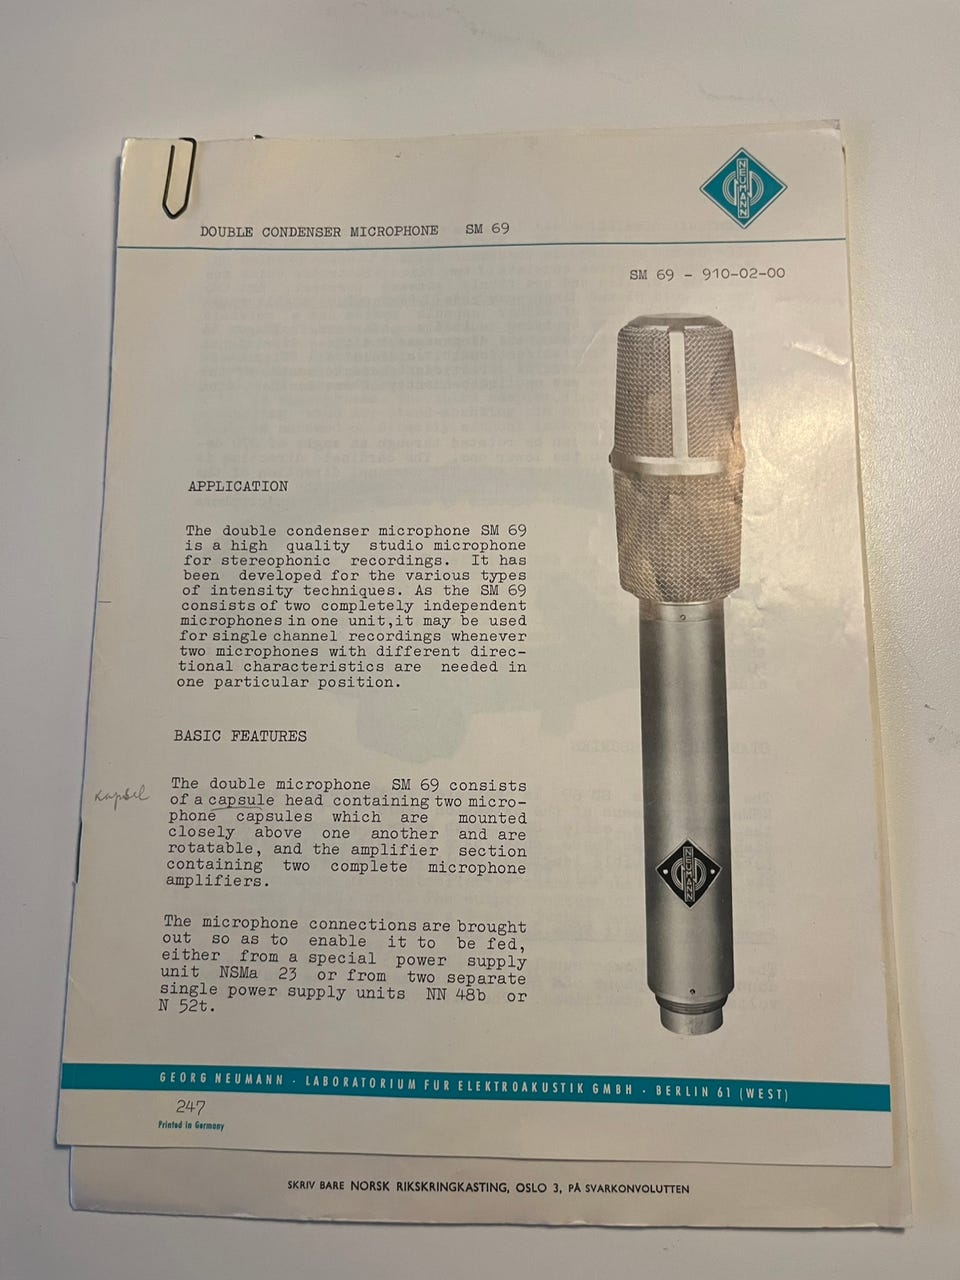 NEUMANN
DOUBLE CONDENSER MICROPHONE SM 69
SM 69 - 910-02-00
APPLICATION
The double condenser microphone SM 69
is a high quality studio microphone
for stereophonic recordings. It has
been developed for the various types
of intensity techniques. As the SM 69
consists of two completely independent
microphones in one unit,it may be used
for single channel recordings whenever
two microphones with different direc-
tional characteristics are needed in
one particular position.
BASIC FEATURES
The double microphone SM 69 consists
kapsel
of a capsule head containing two micro-
phone capsules which are mounted
closely above one another and are
rotatable, and the amplifier section
containing two complete microphone
amplifiers.
The microphone connections are brought
out so as to enable it to be fed,
either from a special power supply
unit NSMa 23 or from two separate
single power supply units NN 48b or
N 52t.
NEUMANN
GEORG NEUMANN · LABORATORIUM FUR ELEKTROAKUSTIK GMBH · BERLIN 61 (WEST)
247
Printed in Germany
SKRIV BARE NORSK RIKSKRINGKASTING, OSLO 3, PÅ SVARKONVOLUTTEN